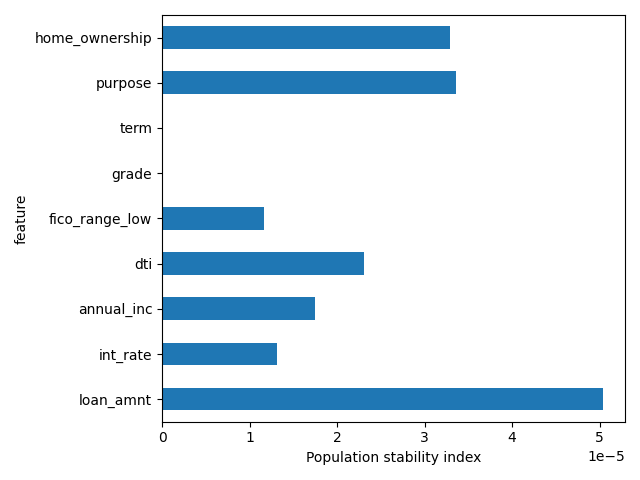 home_ownership
purpose
term
grade
fico_range_low
dti
annual_inc
int_rate
loan_amnt
feature
0 1 2 3 4 5
1e−5
Population stability index